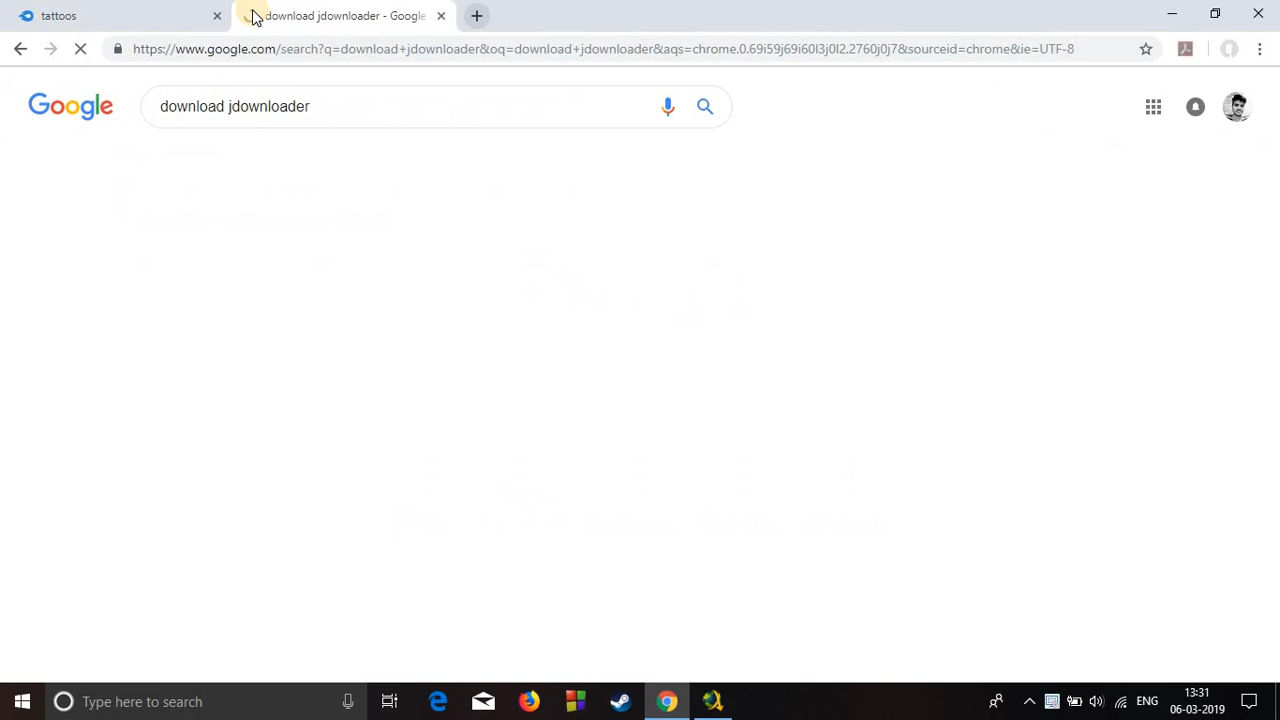 tattoos
download jdownloader - Google
https://www.google.com/search?q=download+jdownloader&oq=download+jdownloader&aqs=chrome.0.69i59j69i60l3j0l2.2760j0j7&sourceid=chrome&ie=UTF-8
Google
download jdownloader
Type here to search
ENG
13:31
06-03-2019